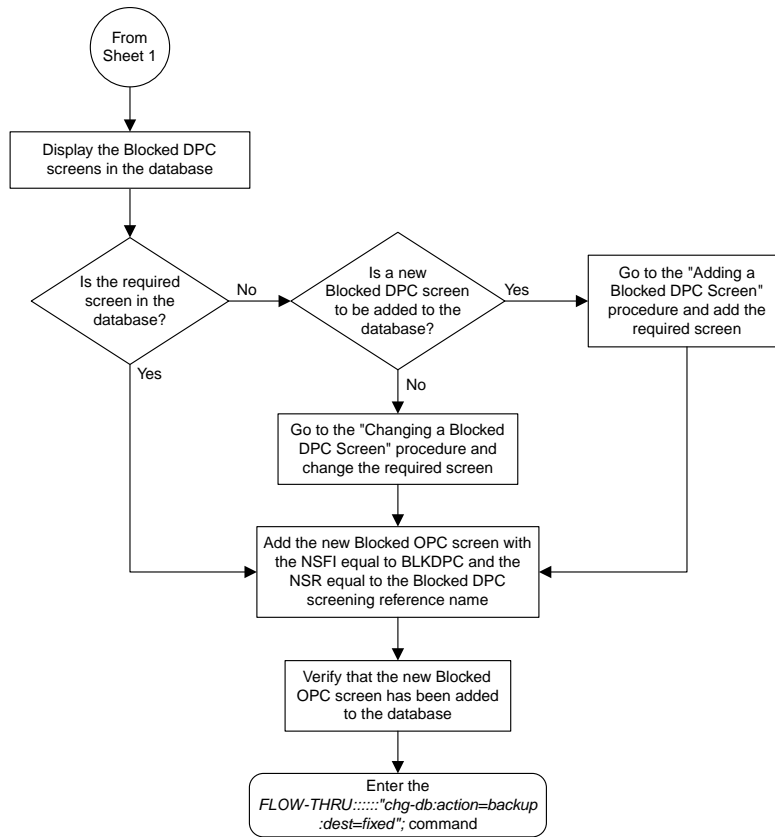 From
Sheet 1
Display the Blocked DPC
screens in the database
Is the required
screen in the
database?
No
Yes
Is a new
Blocked DPC screen
to be added to the
database?
Yes
No
Go to the "Adding a
Blocked DPC Screen"
procedure and add the
required screen
Go to the "Changing a Blocked
DPC Screen" procedure and
change the required screen
Add the new Blocked OPC screen with
the NSFI equal to BLKDPC and the
NSR equal to the Blocked DPC
screening reference name
Verify that the new Blocked
OPC screen has been added
to the database
Enter the
FLOW-THRU::::::"chg-db:action=backup
:dest=fixed"; command